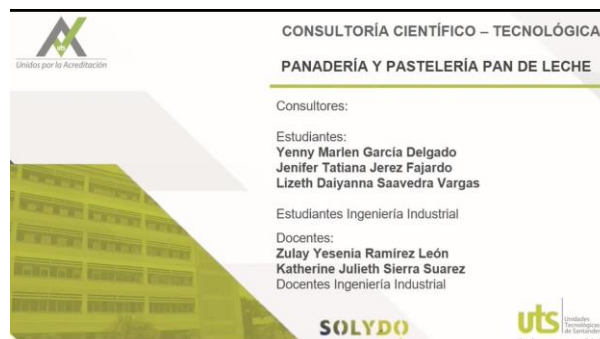 uts
Unidos por la Acreditación
CONSULTORÍA CIENTÍFICO – TECNOLÓGICA
PANADERÍA Y PASTELERÍA PAN DE LECHE
Consultores:
Estudiantes:
Yenny Marlen García Delgado
Jenifer Tatiana Jerez Fajardo
Lizeth Daiyanna Saavedra Vargas
Estudiantes Ingeniería Industrial
Docentes:
Zulay Yesenia Ramírez León
Katherine Julieth Sierra Suarez
Docentes Ingeniería Industrial
SOLYDO
uts
Unidades
Tecnológicas
de Santander